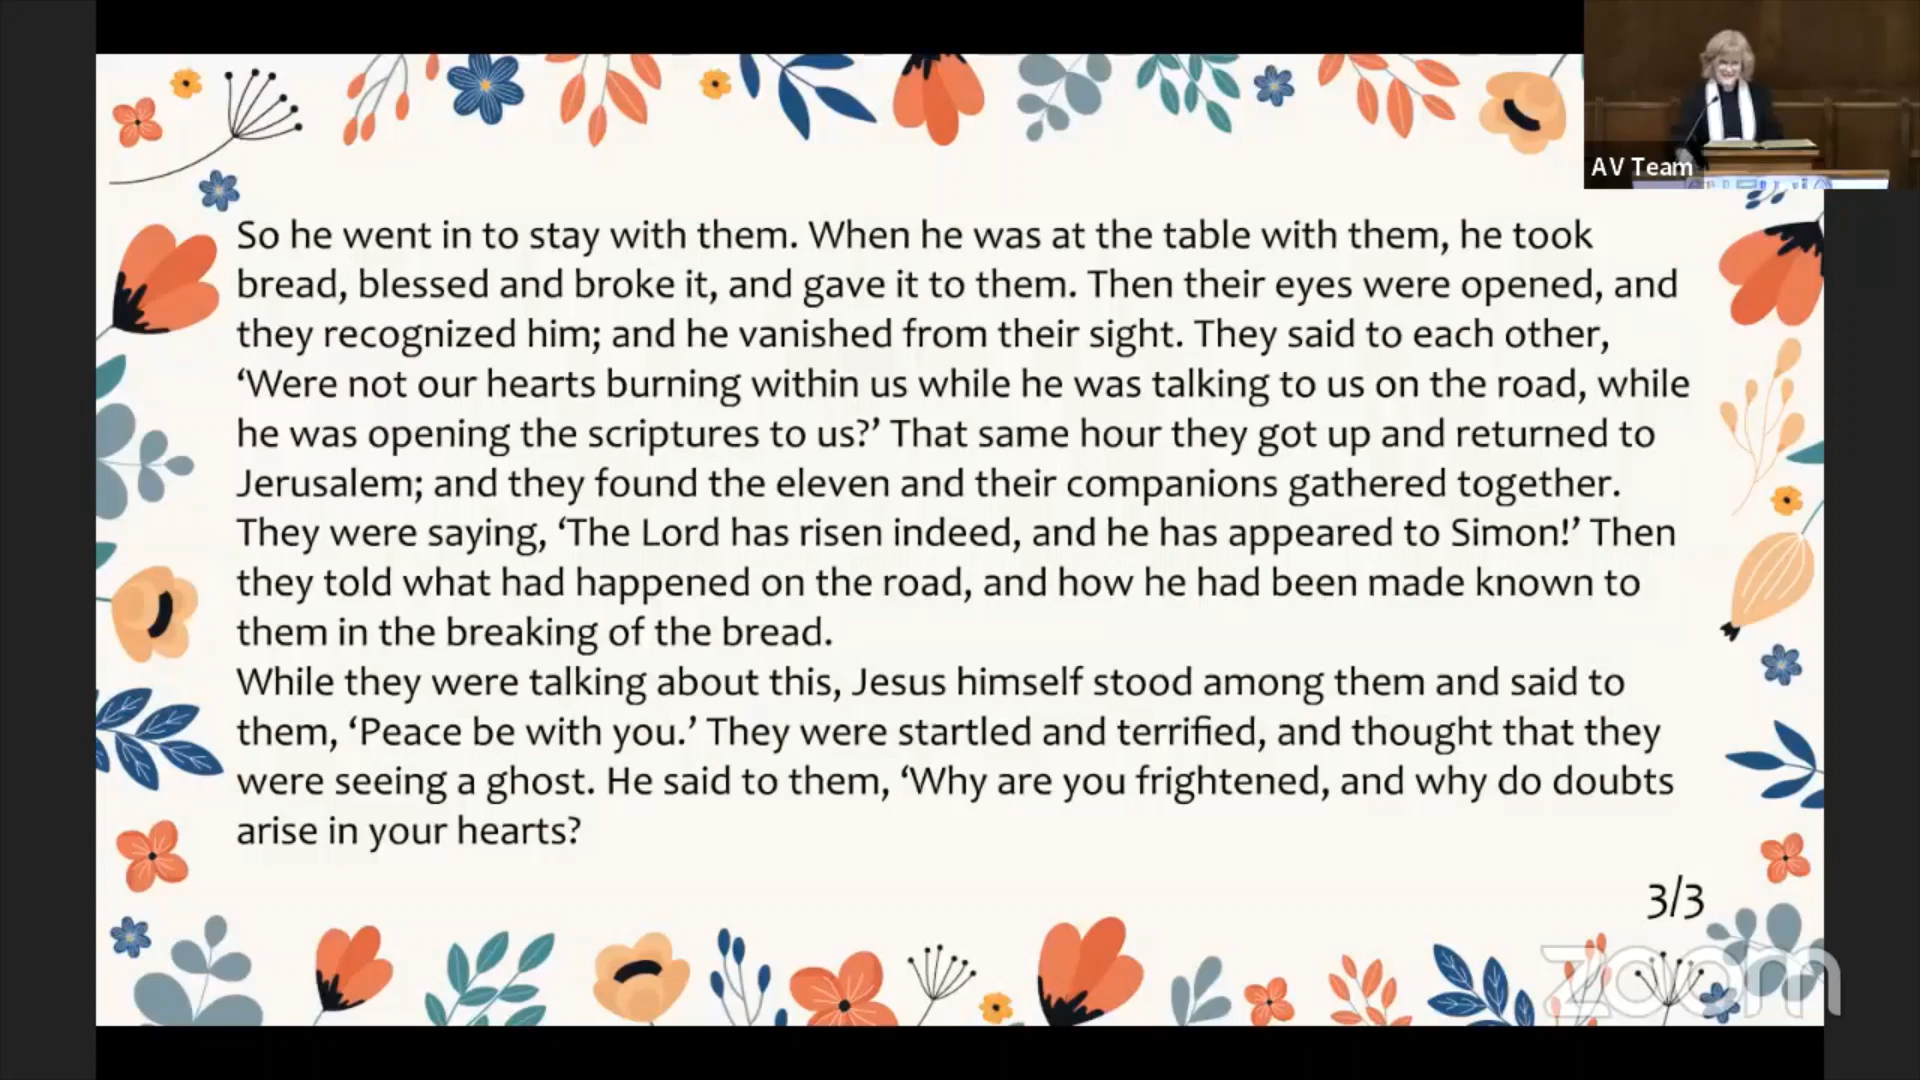 AV Team
So he went in to stay with them. When he was at the table with them, he took
bread, blessed and broke it, and gave it to them. Then their eyes were opened, and
they recognized him; and he vanished from their sight. They said to each other,
‘Were not our hearts burning within us while he was talking to us on the road, while
he was opening the scriptures to us?’ That same hour they got up and returned to
Jerusalem; and they found the eleven and their companions gathered together.
They were saying, ‘The Lord has risen indeed, and he has appeared to Simon!’ Then
they told what had happened on the road, and how he had been made known to
them in the breaking of the bread.
While they were talking about this, Jesus himself stood among them and said to
them, ‘Peace be with you.’ They were startled and terrified, and thought that they
were seeing a ghost. He said to them, ‘Why are you frightened, and why do doubts
arise in your hearts?
3/3
zoom